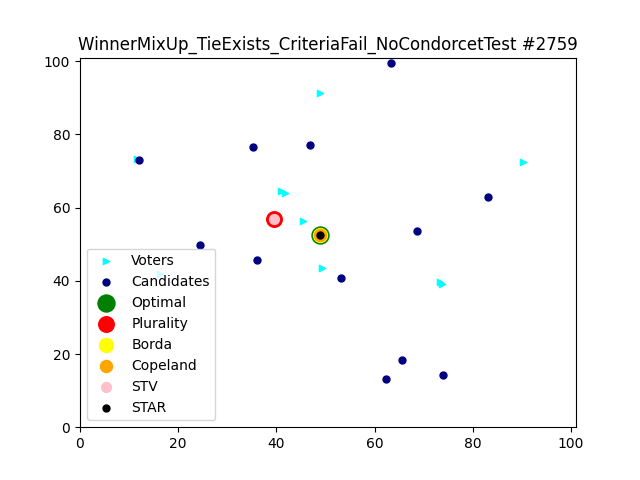 WinnerMixUp_TieExists_CriteriaFail_NoCondorcetTest #2759
100
80
60
40
20
0
Voters
Candidates
Optimal
Plurality
Borda
Copeland
STV
STAR
0 20 40 60 80 100